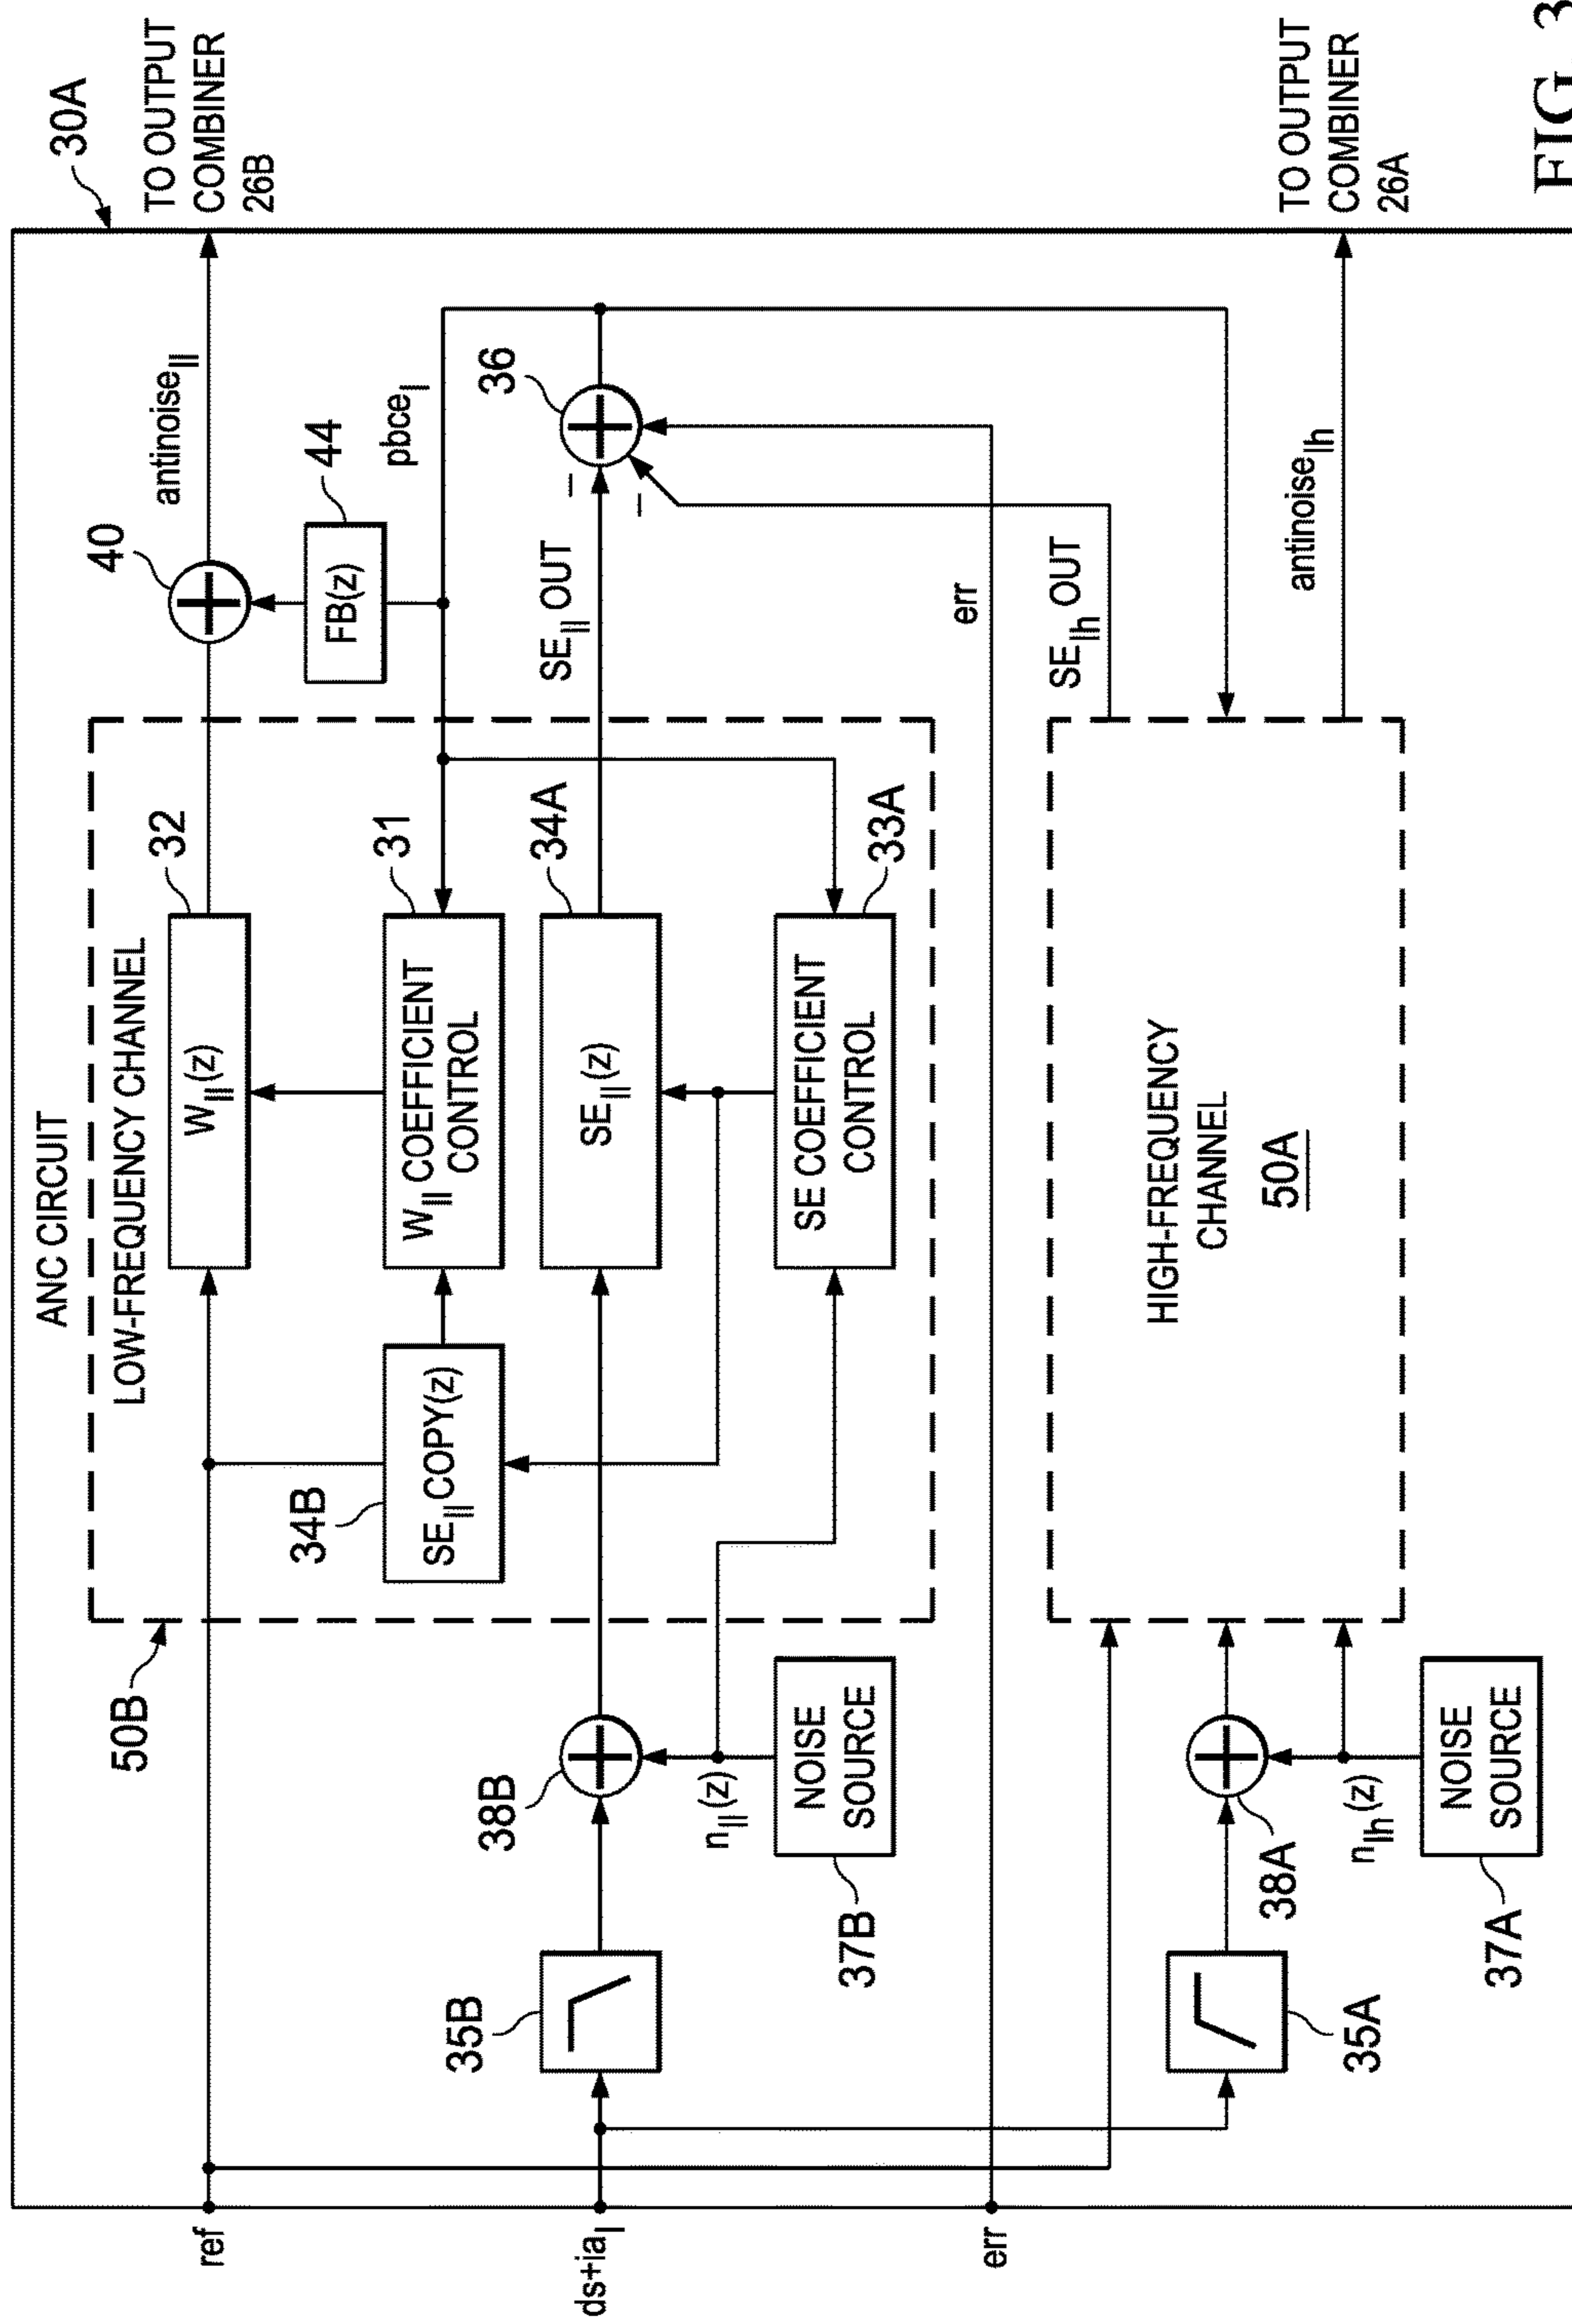 ANC CIRCUIT
30A
LOW-FREQUENCY CHANNEL
50B
ref
W_ll(z)
32
40
antinoise_ll
TO OUTPUT
COMBINER
26B
34B
SE_ll COPY(z)
W_ll COEFFICIENT
CONTROL
31
FB(z)
44
pbce_l
ds+ia_l
35B
38B
SE_ll(z)
34A
SE_ll OUT
36
–
–
n_ll(z)
NOISE
SOURCE
37B
SE COEFFICIENT
CONTROL
33A
err
err
SE_lh OUT
HIGH-FREQUENCY
CHANNEL
50A
35A
38A
n_lh(z)
NOISE
SOURCE
37A
antinoise_lh
TO OUTPUT
COMBINER
26A
FIG. 3